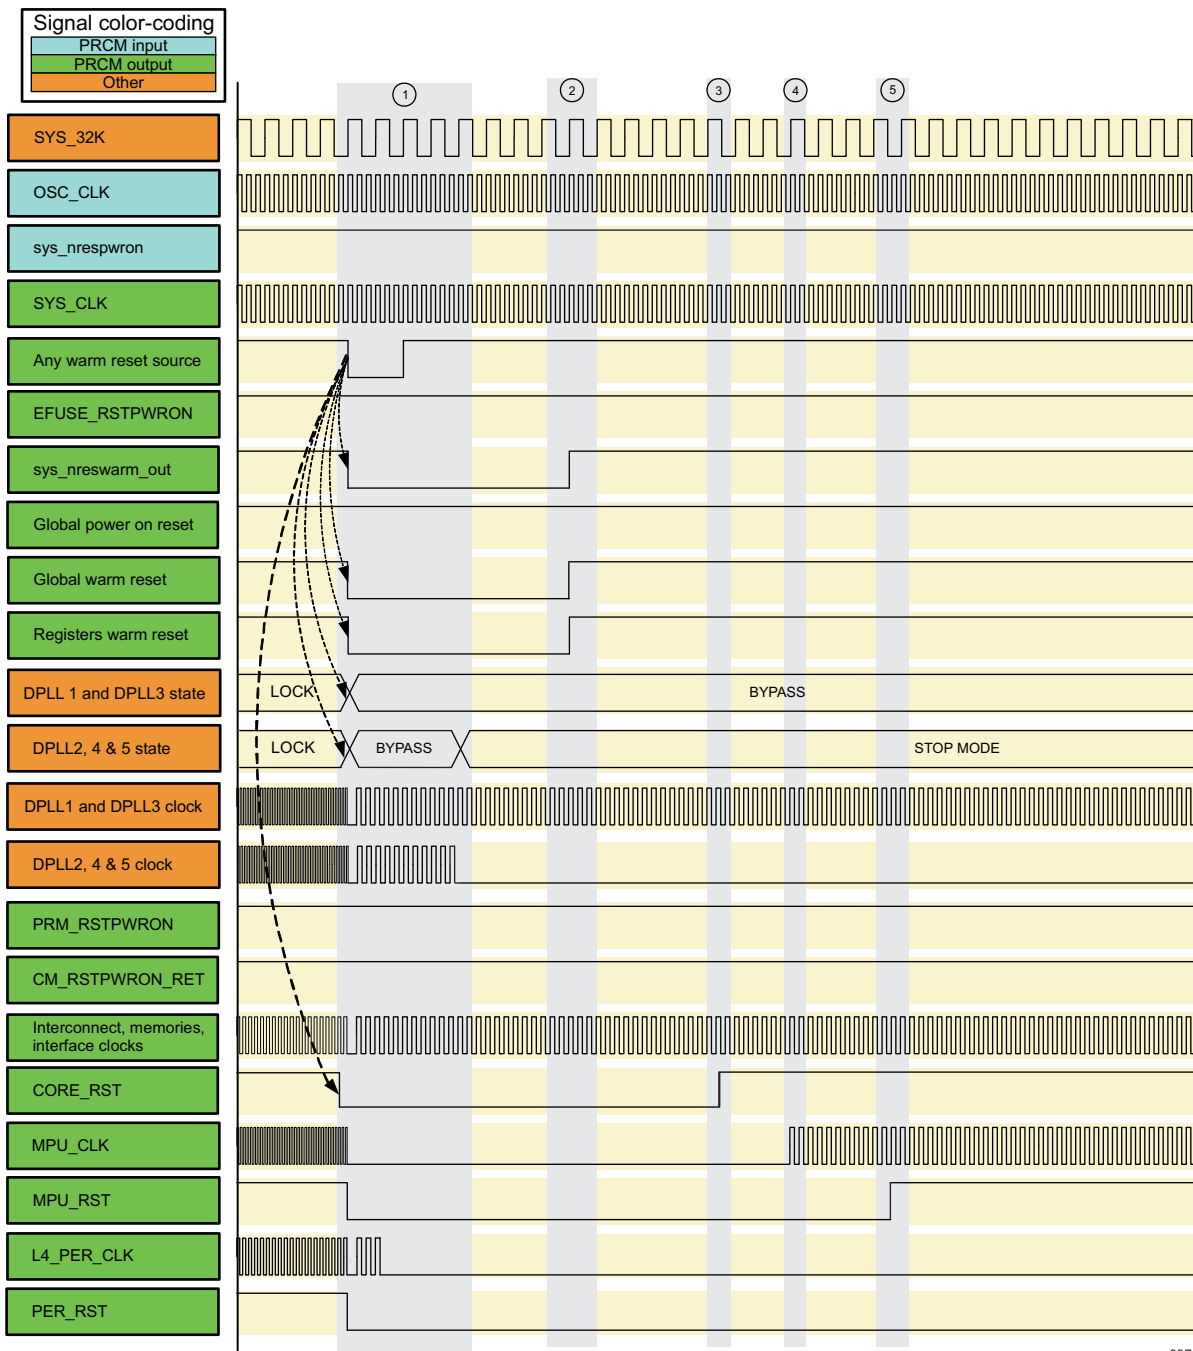 Signal color-coding
PRCM input
PRCM output
Other
1 2 3 4 5
SYS_32K
OSC_CLK
sys_nrespwron
SYS_CLK
Any warm reset source
EFUSE_RSTPWRON
sys_nreswarm_out
Global power on reset
Global warm reset
Registers warm reset
DPLL 1 and DPLL3 state LOCK BYPASS
DPLL2, 4 & 5 state LOCK BYPASS STOP MODE
DPLL1 and DPLL3 clock
DPLL2, 4 & 5 clock
PRM_RSTPWRON
CM_RSTPWRON_RET
Interconnect, memories,
interface clocks
CORE_RST
MPU_CLK
MPU_RST
L4_PER_CLK
PER_RST